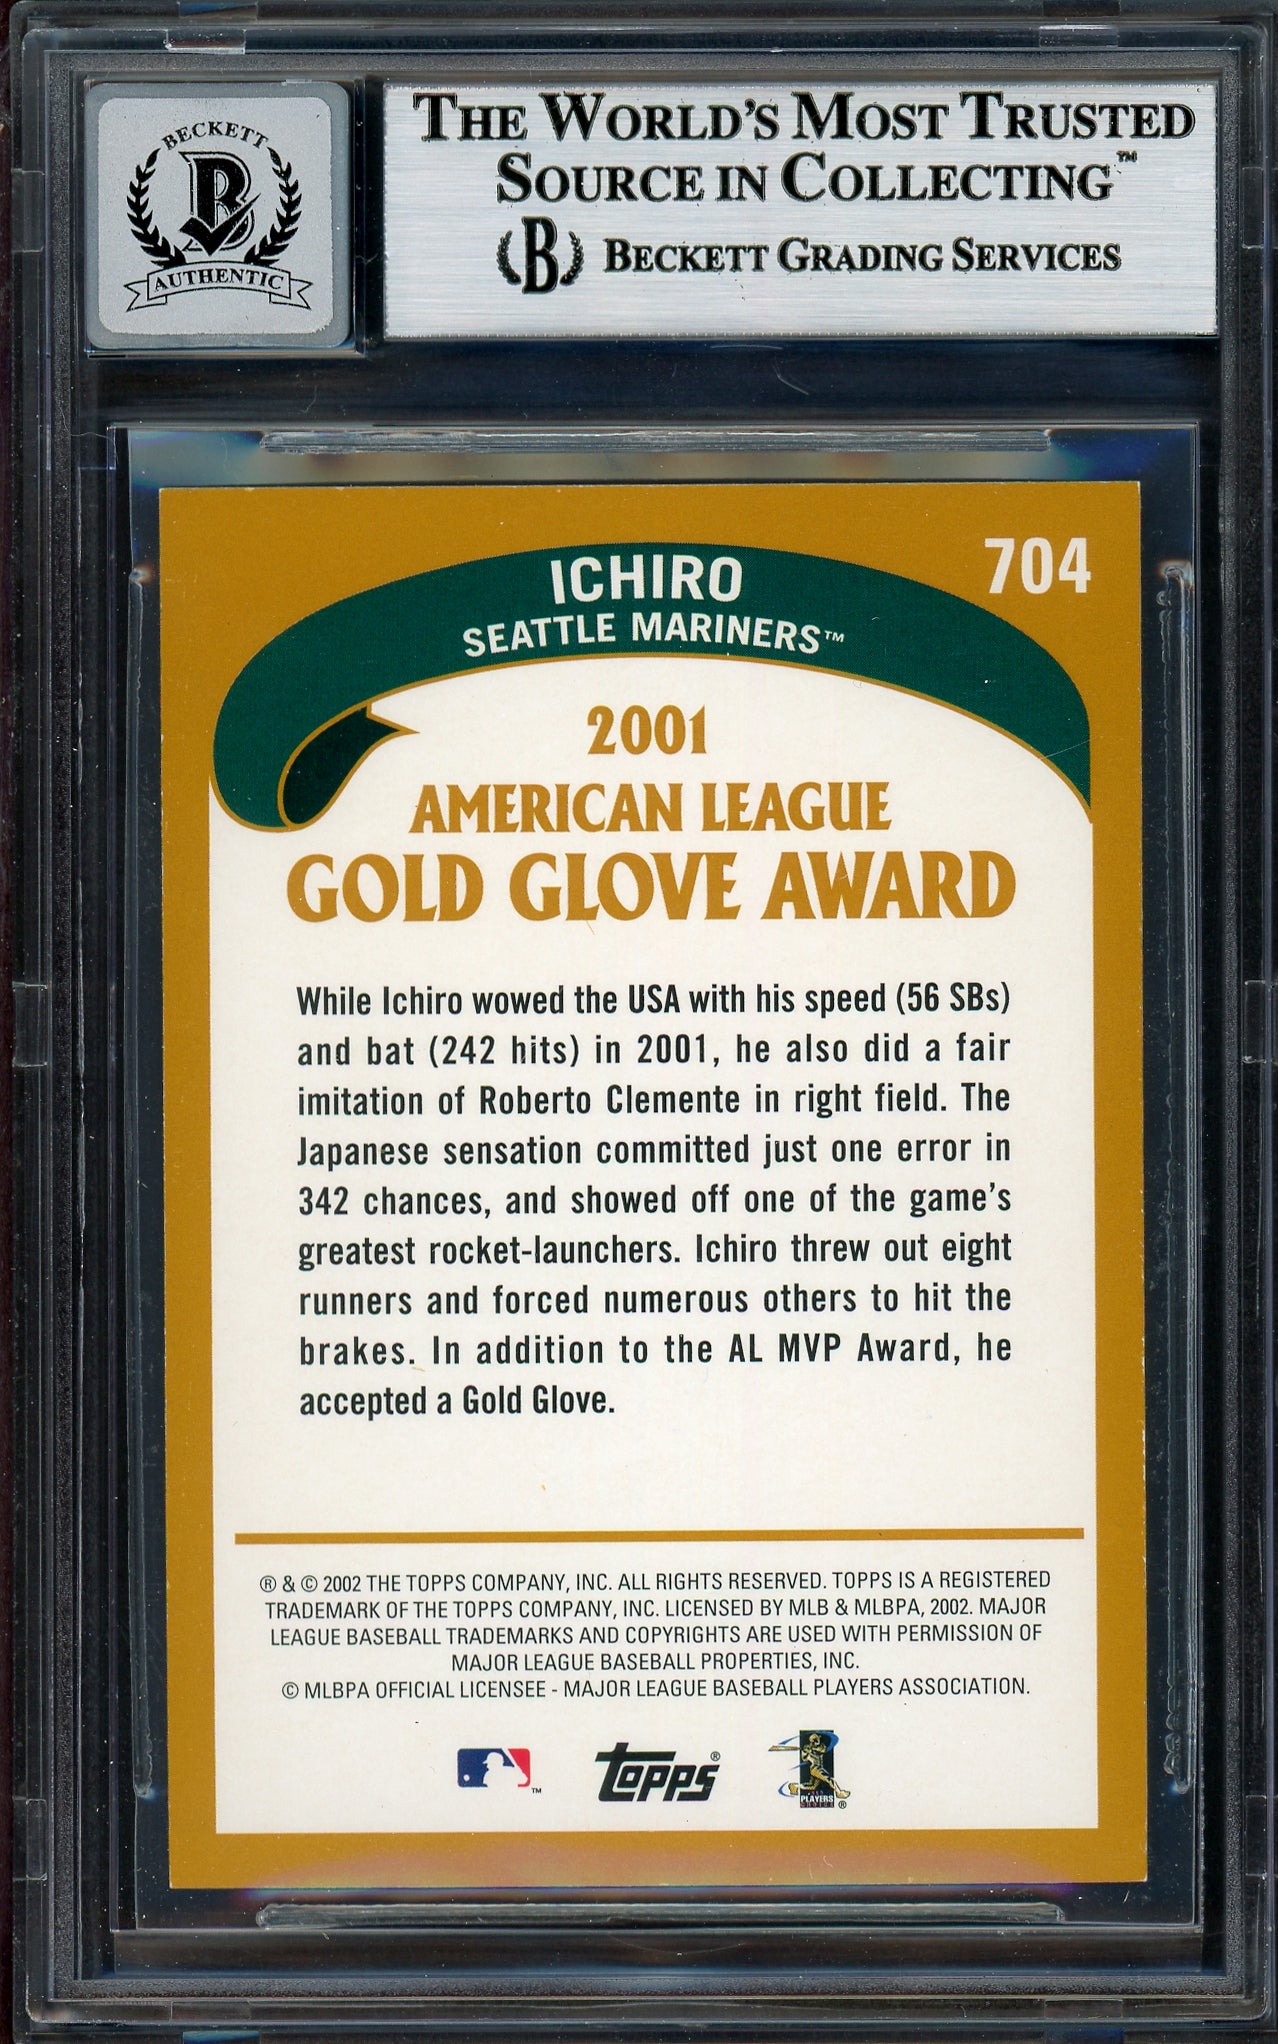 BECKETT
B
AUTHENTIC
THE WORLD'S MOST TRUSTED
SOURCE IN COLLECTING™
B BECKETT GRADING SERVICES
704
ICHIRO
SEATTLE MARINERS™
2001
AMERICAN LEAGUE
GOLD GLOVE AWARD
While Ichiro wowed the USA with his speed (56 SBs)
and bat (242 hits) in 2001, he also did a fair
imitation of Roberto Clemente in right field. The
Japanese sensation committed just one error in
342 chances, and showed off one of the game's
greatest rocket-launchers. Ichiro threw out eight
runners and forced numerous others to hit the
brakes. In addition to the AL MVP Award, he
accepted a Gold Glove.
® & © 2002 THE TOPPS COMPANY, INC. ALL RIGHTS RESERVED. TOPPS IS A REGISTERED
TRADEMARK OF THE TOPPS COMPANY, INC. LICENSED BY MLB & MLBPA, 2002. MAJOR
LEAGUE BASEBALL TRADEMARKS AND COPYRIGHTS ARE USED WITH PERMISSION OF
MAJOR LEAGUE BASEBALL PROPERTIES, INC.
© MLBPA OFFICIAL LICENSEE - MAJOR LEAGUE BASEBALL PLAYERS ASSOCIATION.
™ topps® PLAYERS CHOICE ®